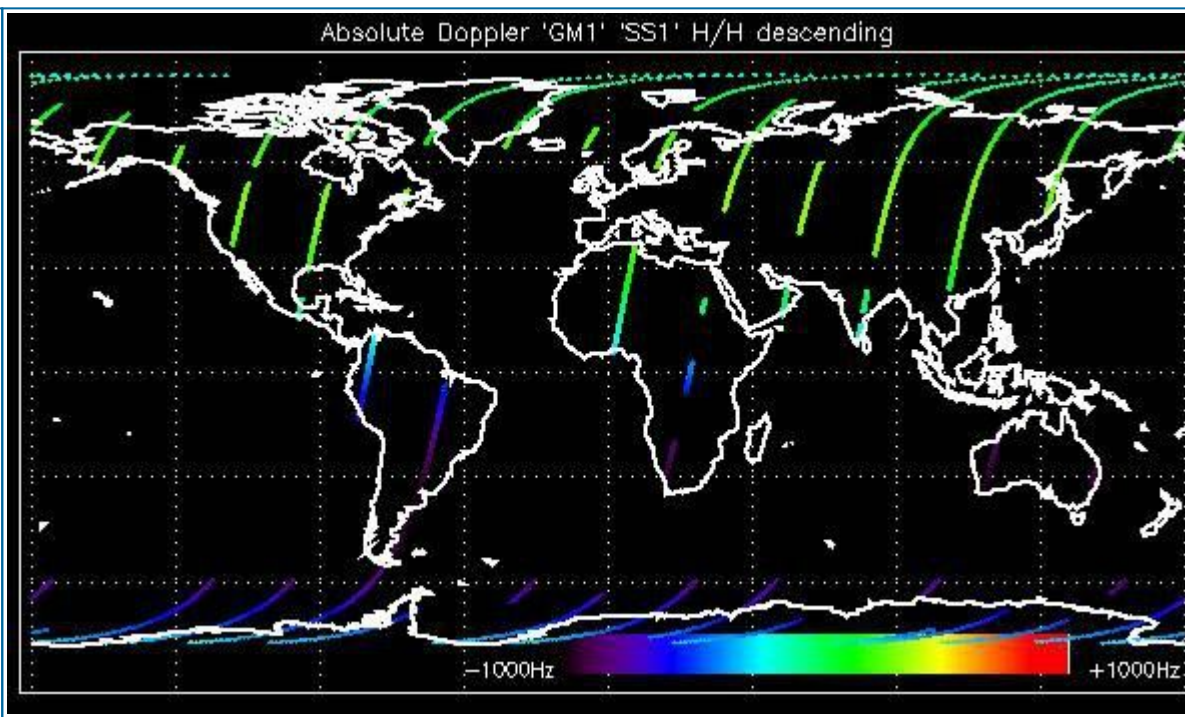 Absolute Doppler 'GM1' 'SS1' H/H descending
−1000Hz
+1000Hz